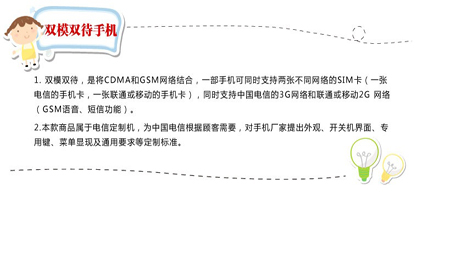 双模双待手机
1. 双模双待，是将CDMA和GSM网络结合，一部手机可同时支持两张不同网络的SIM卡（一张
电信的手机卡，一张联通或移动的手机卡），同时支持中国电信的3G网络和联通或移动2G 网络
（ GSM语音、短信功能）。
2.本款商品属于电信定制机，为中国电信根据顾客需要，对手机厂家提出外观、开关机界面、专
用键、菜单显现及通用要求等定制标准。